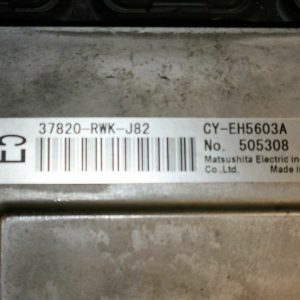 37820-RWK-J82 CY-EH5603A
No. 505308
Matsushita Electric in
Co.,Ltd. Made in